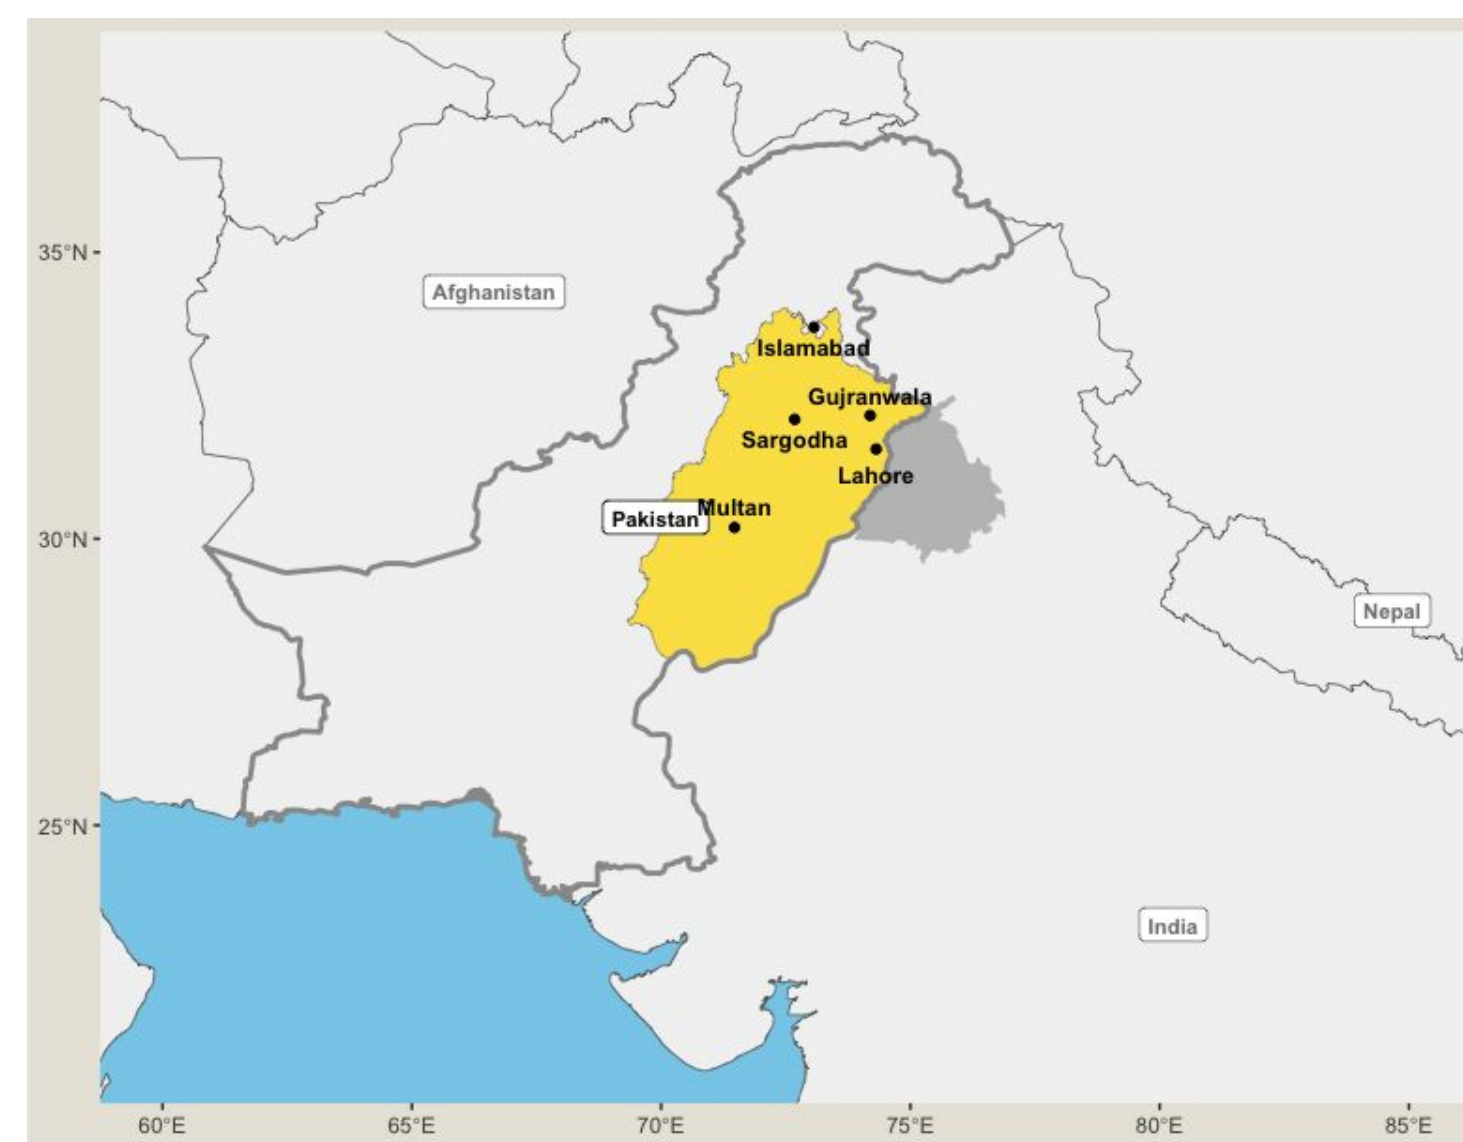 35°N
Afghanistan
Islamabad
Gujranwala
Sargodha
Lahore
Multan
Pakistan
30°N
Nepal
25°N
India
60°E 65°E 70°E 75°E 80°E 85°E